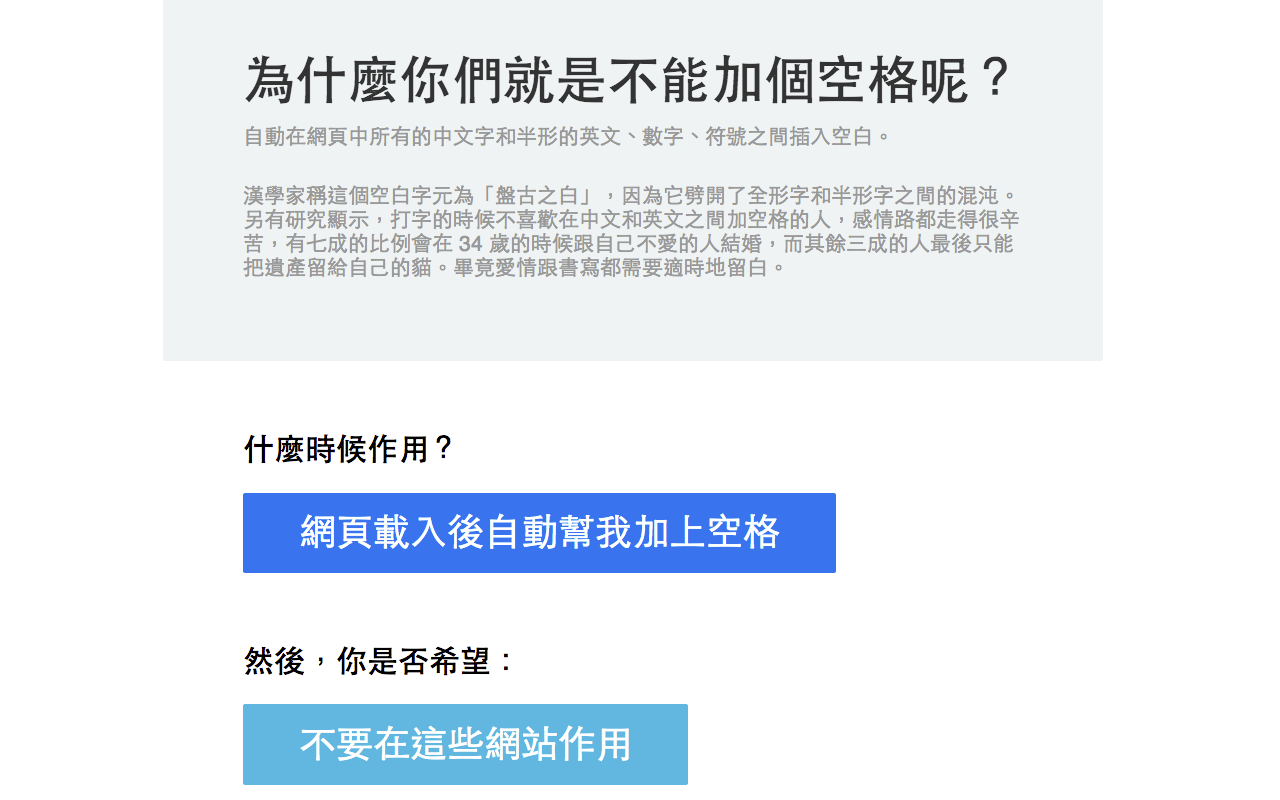 為什麼你們就是不能加個空格呢？
自動在網頁中所有的中文字和半形的英文、數字、符號之間插入空白。
漢學家稱這個空白字元為「盤古之白」，因為它劈開了全形字和半形字之間的混沌。
另有研究顯示，打字的時候不喜歡在中文和英文之間加空格的人，感情路都走得很辛
苦，有七成的比例會在 34 歲的時候跟自己不愛的人結婚，而其餘三成的人最後只能
把遺產留給自己的貓。畢竟愛情跟書寫都需要適時地留白。
什麼時候作用？
網頁載入後自動幫我加上空格
然後，你是否希望：
不要在這些網站作用